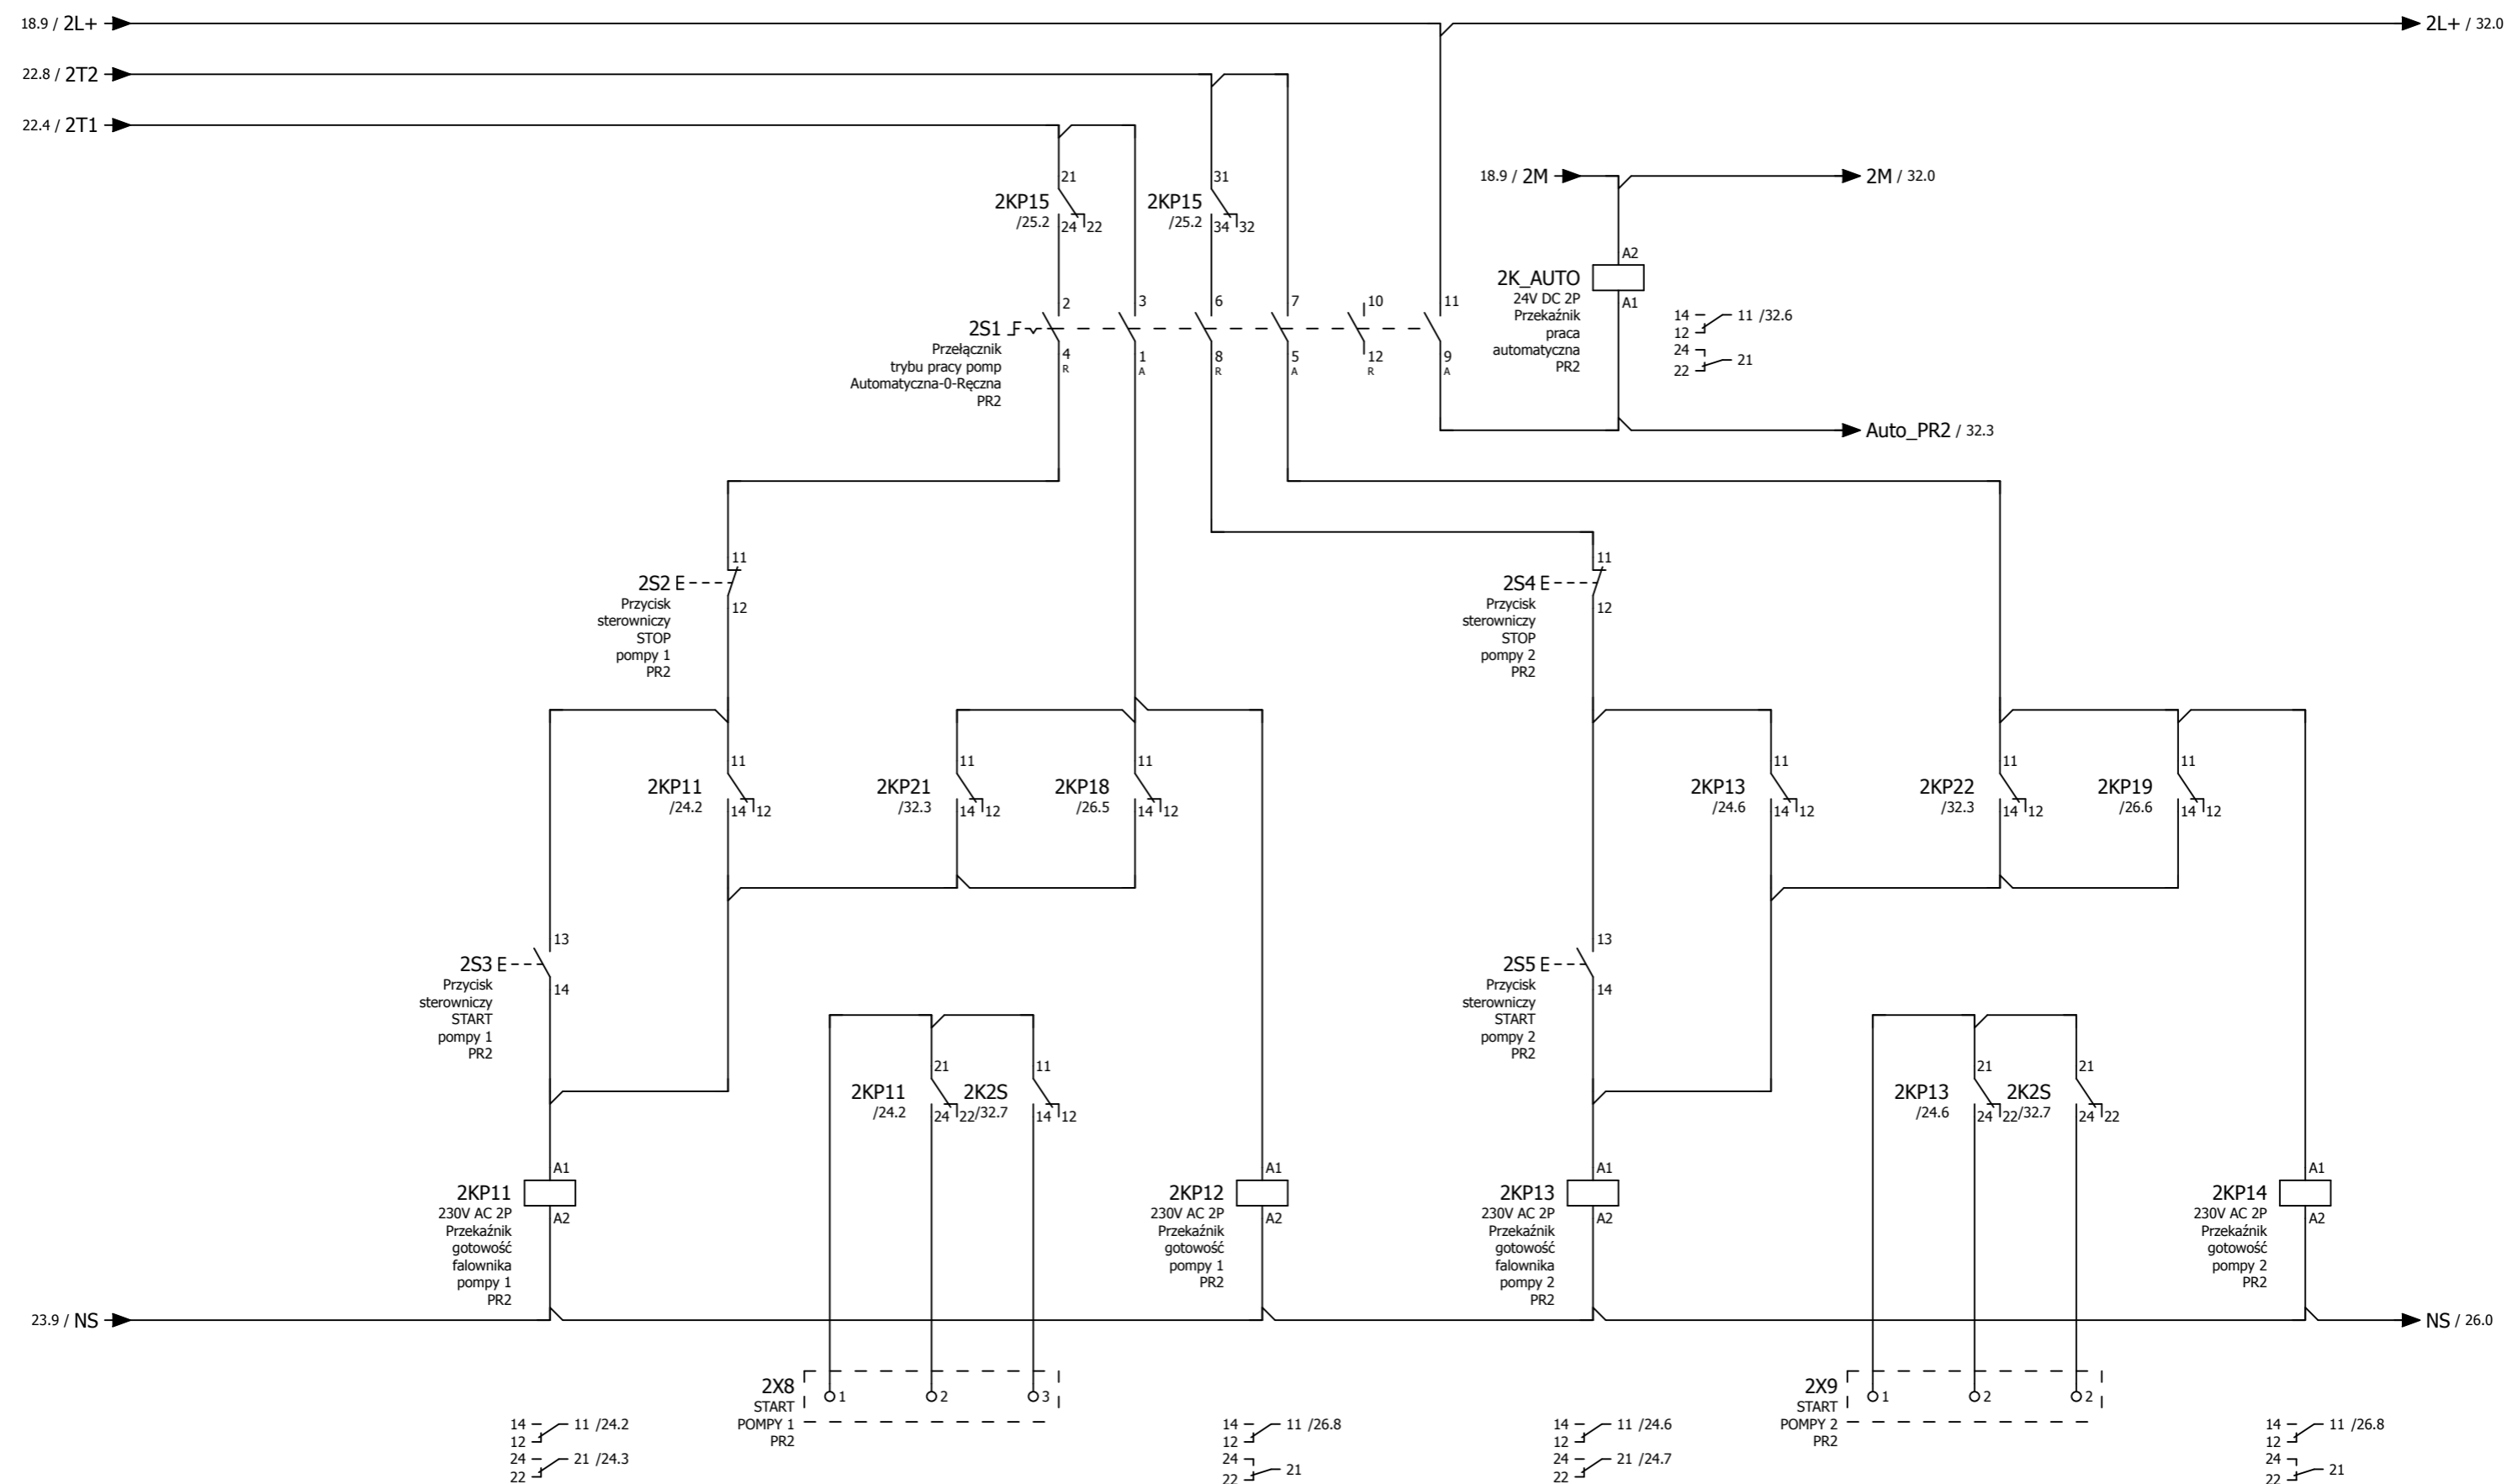 18.9 / 2L+
2L+ / 32.0
22.8 / 2T2
22.4 / 2T1
21
2KP15
/25.2
24 22
31
2KP15
/25.2
34 32
18.9 / 2M
2M / 32.0
A2
2K_AUTO
24V DC 2P
A1
Przekaźnik
praca
automatyczna
PR2
14
11 /32.6
12
24
21
22
2
3
6
7
10
11
2S1
Przełącznik
trybu pracy pomp
Automatyczna-0-Ręczna
PR2
4
R
1
A
8
R
5
A
12
R
9
A
Auto_PR2 / 32.3
11
2S2
12
Przycisk
sterowniczy
STOP
pompy 1
PR2
11
2S4
12
Przycisk
sterowniczy
STOP
pompy 2
PR2
11
2KP11
/24.2
14 12
11
2KP21
/32.3
14 12
11
2KP18
/26.5
14 12
11
2KP13
/24.6
14 12
11
2KP22
/32.3
14 12
11
2KP19
/26.6
14 12
13
2S3 E
14
Przycisk
sterowniczy
START
pompy 1
PR2
13
2S5 E
14
Przycisk
sterowniczy
START
pompy 2
PR2
21
2KP11
/24.2
24 22
11
2K2S
/32.7
14 12
21
2KP13
/24.6
24 22
21
2K2S
/32.7
24 22
A1
2KP11
230V AC 2P
A2
Przekaźnik
gotowość
falownika
pompy 1
PR2
A1
2KP12
230V AC 2P
A2
Przekaźnik
gotowość
pompy 1
PR2
A1
2KP13
230V AC 2P
A2
Przekaźnik
gotowość
falownika
pompy 2
PR2
A1
2KP14
230V AC 2P
A2
Przekaźnik
gotowość
pompy 2
PR2
23.9 / NS
NS / 26.0
2X8
START
POMPY 1
PR2
1
2
3
2X9
START
POMPY 2
PR2
1
2
2
14
11 /24.2
12
24
21 /24.3
22
14
11 /26.8
12
24
21
22
14
11 /24.6
12
24
21 /24.7
22
14
11 /26.8
12
24
21
22